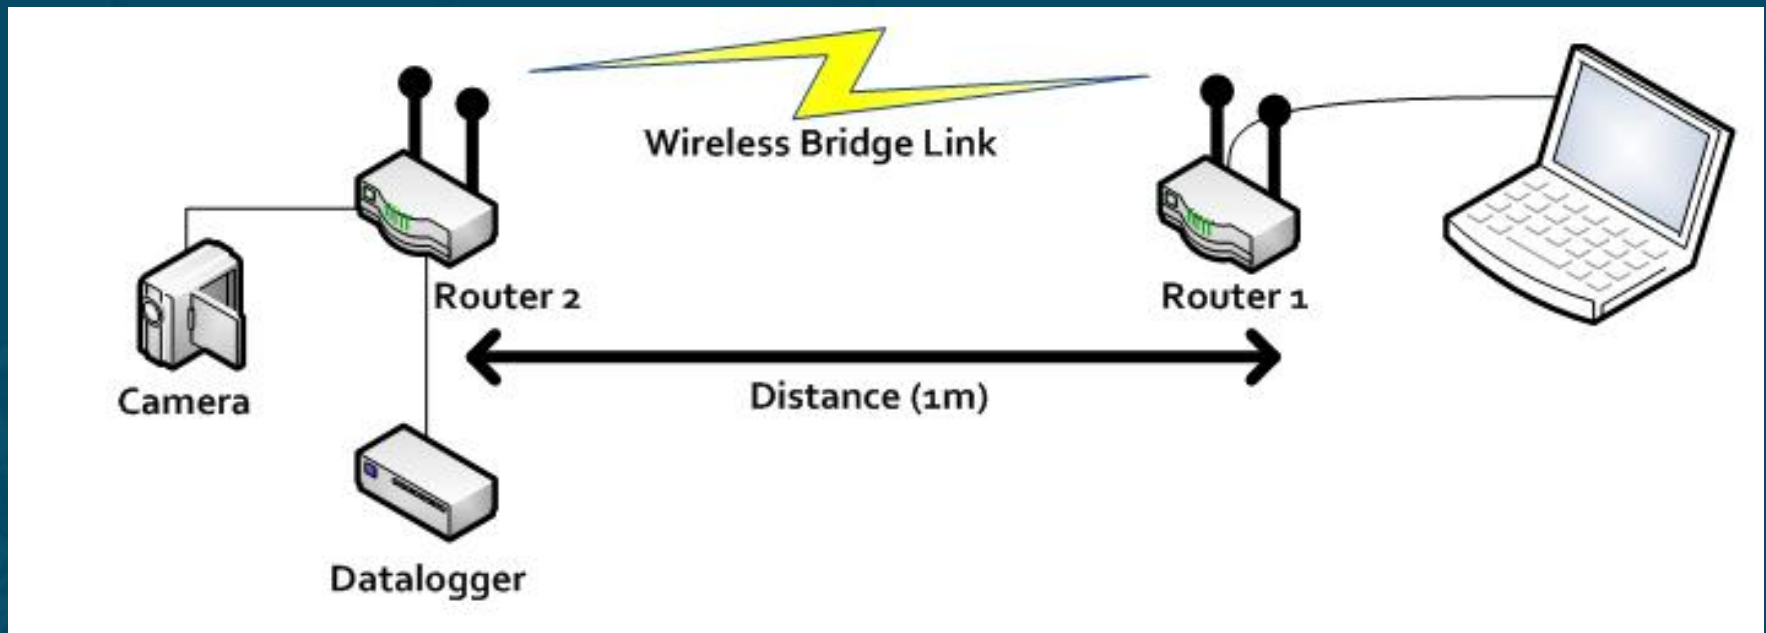 Wireless Bridge Link
Router 2
Router 1
Distance (1m)
Camera
Datalogger